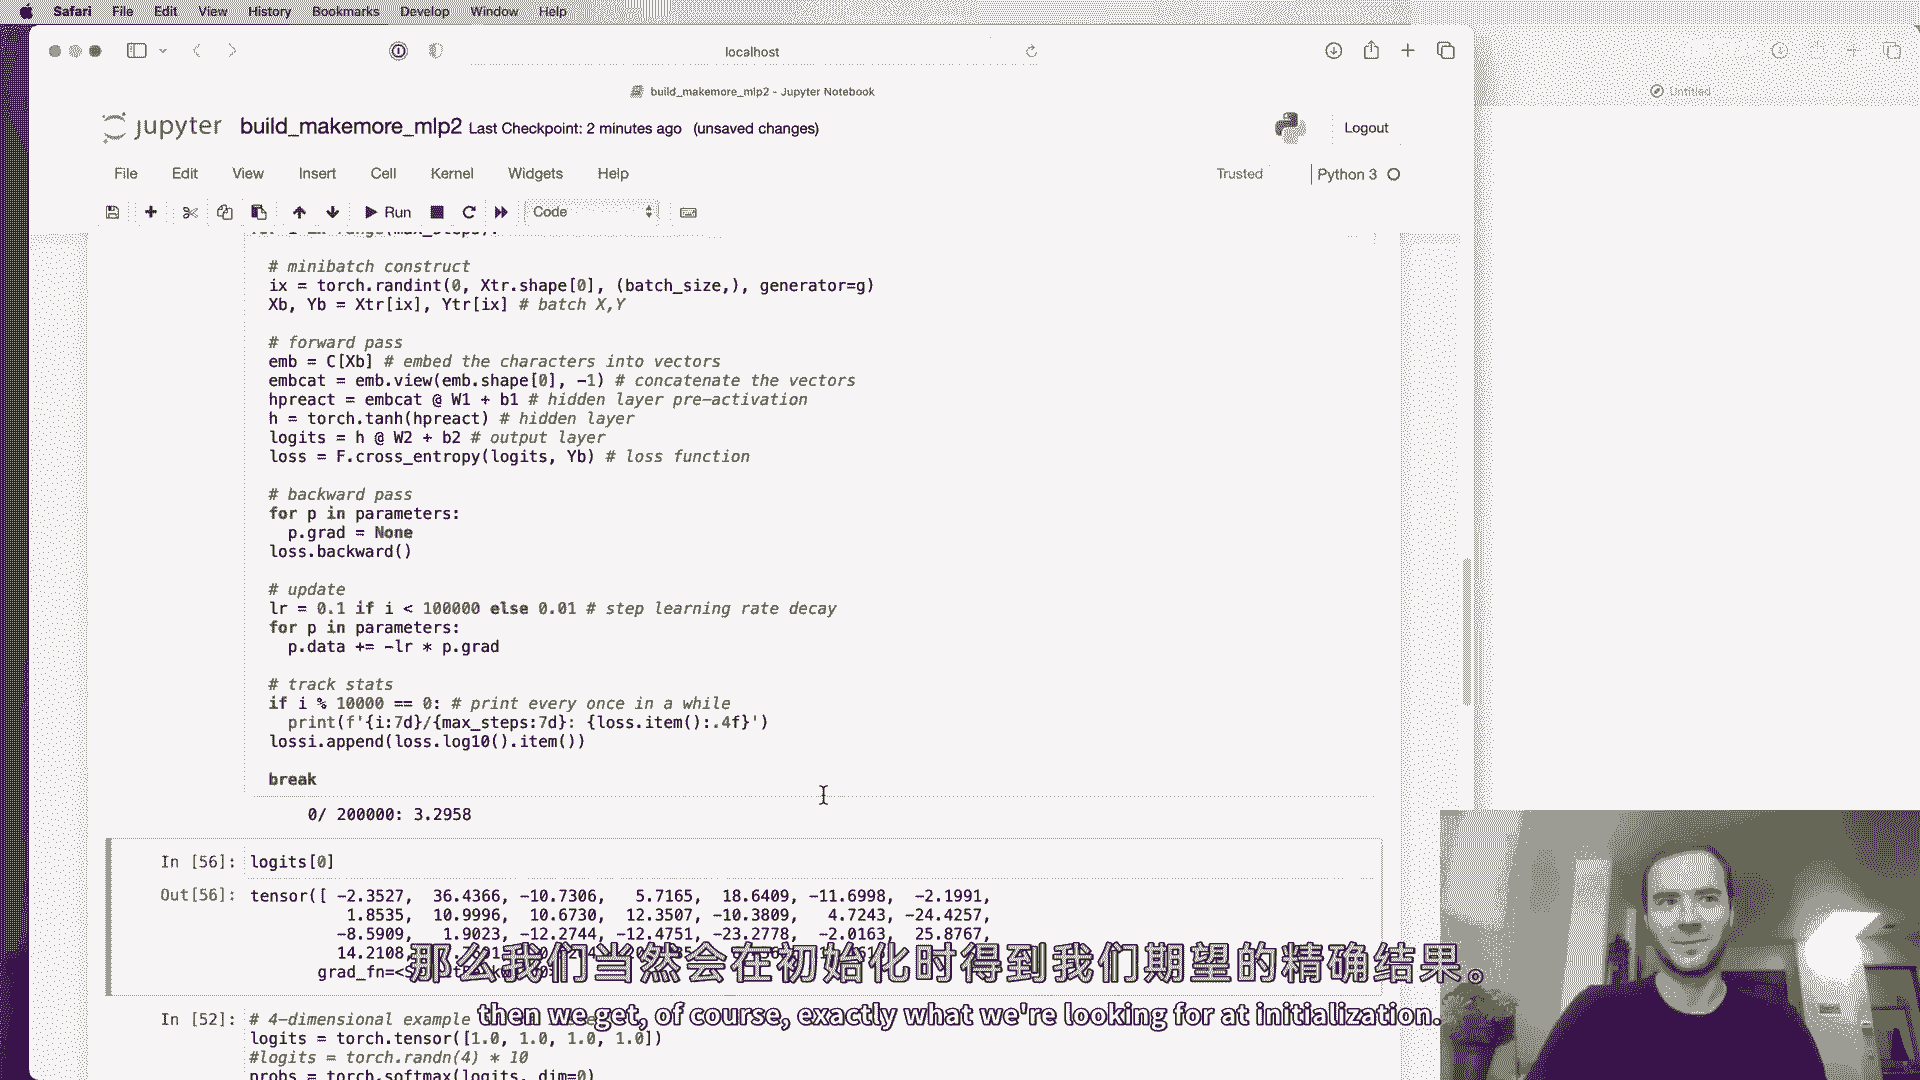 Safari File Edit View History Bookmarks Develop Window Help
localhost
build_makemore_mlp2 - Jupyter Notebook
Untitled
jupyter build_makemore_mlp2 Last Checkpoint: 2 minutes ago (unsaved changes)
Logout
File Edit View Insert Cell Kernel Widgets Help
Trusted Python 3
Run Code
# minibatch construct
ix = torch.randint(0, Xtr.shape[0], (batch_size,), generator=g)
Xb, Yb = Xtr[ix], Ytr[ix] # batch X,Y
# forward pass
emb = C[Xb] # embed the characters into vectors
embcat = emb.view(emb.shape[0], -1) # concatenate the vectors
hpreact = embcat @ W1 + b1 # hidden layer pre-activation
h = torch.tanh(hpreact) # hidden layer
logits = h @ W2 + b2 # output layer
loss = F.cross_entropy(logits, Yb) # loss function
# backward pass
for p in parameters:
p.grad = None
loss.backward()
# update
lr = 0.1 if i < 100000 else 0.01 # step learning rate decay
for p in parameters:
p.data += -lr * p.grad
# track stats
if i % 10000 == 0: # print every once in a while
print(f'{i:7d}/{max_steps:7d}: {loss.item():.4f}')
lossi.append(loss.log10().item())
break
0/ 200000: 3.2958
In [56]: logits[0]
Out[56]: tensor([ -2.3527, 36.4366, -10.7306, 5.7165, 18.6409, -11.6998, -2.1991,
1.8535, 10.9996, 10.6730, 12.3507, -10.3809, 4.7243, -24.4257,
-8.5909, 1.9023, -12.2744, -12.4751, -23.2778, -2.0163, 25.8767,
14.2108,
那么我们当然会在初始化时得到我们期望的精确结果。
grad_fn=
In [52]: # 4-dimensional example
then we get, of course, exactly what we're looking for at initialization.
logits = torch.tensor([1.0, 1.0, 1.0, 1.0])
#logits = torch.randn(4) * 10
probs = torch.softmax(logits, dim=0)